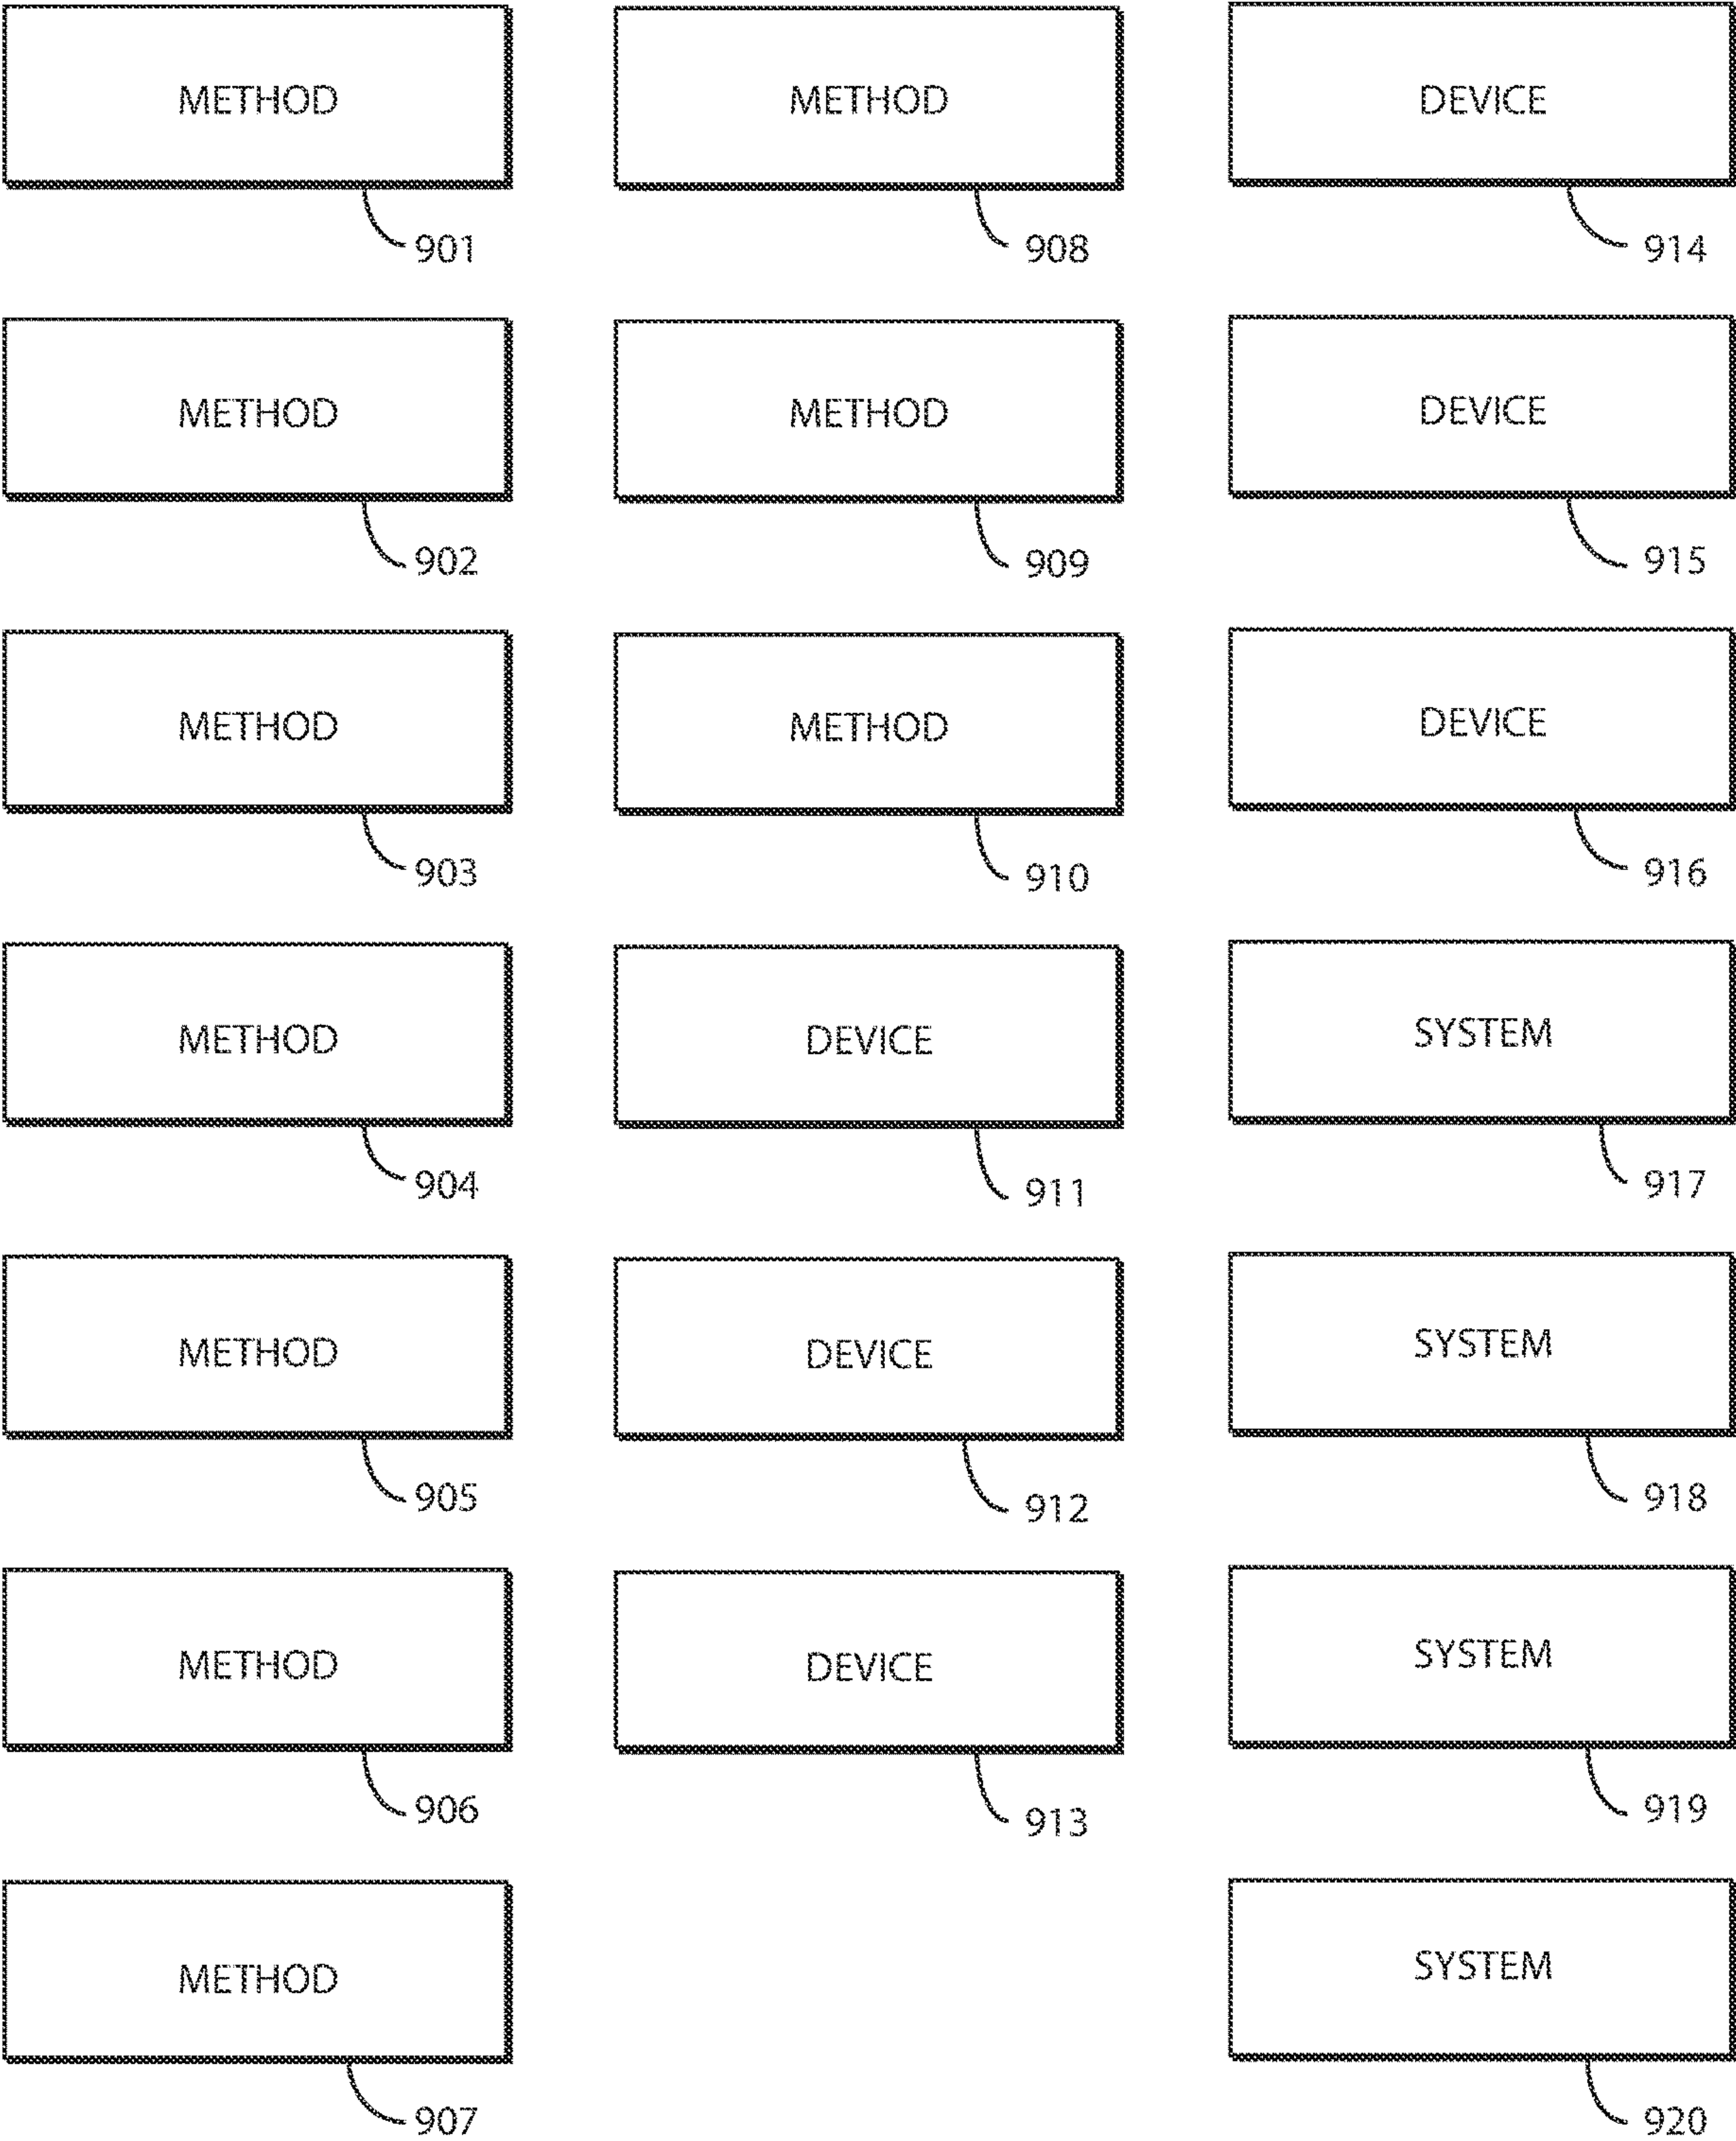 METHOD
901
METHOD
902
METHOD
903
METHOD
904
METHOD
905
METHOD
906
METHOD
907
METHOD
908
METHOD
909
METHOD
910
DEVICE
911
DEVICE
912
DEVICE
913
DEVICE
914
DEVICE
915
DEVICE
916
SYSTEM
917
SYSTEM
918
SYSTEM
919
SYSTEM
920